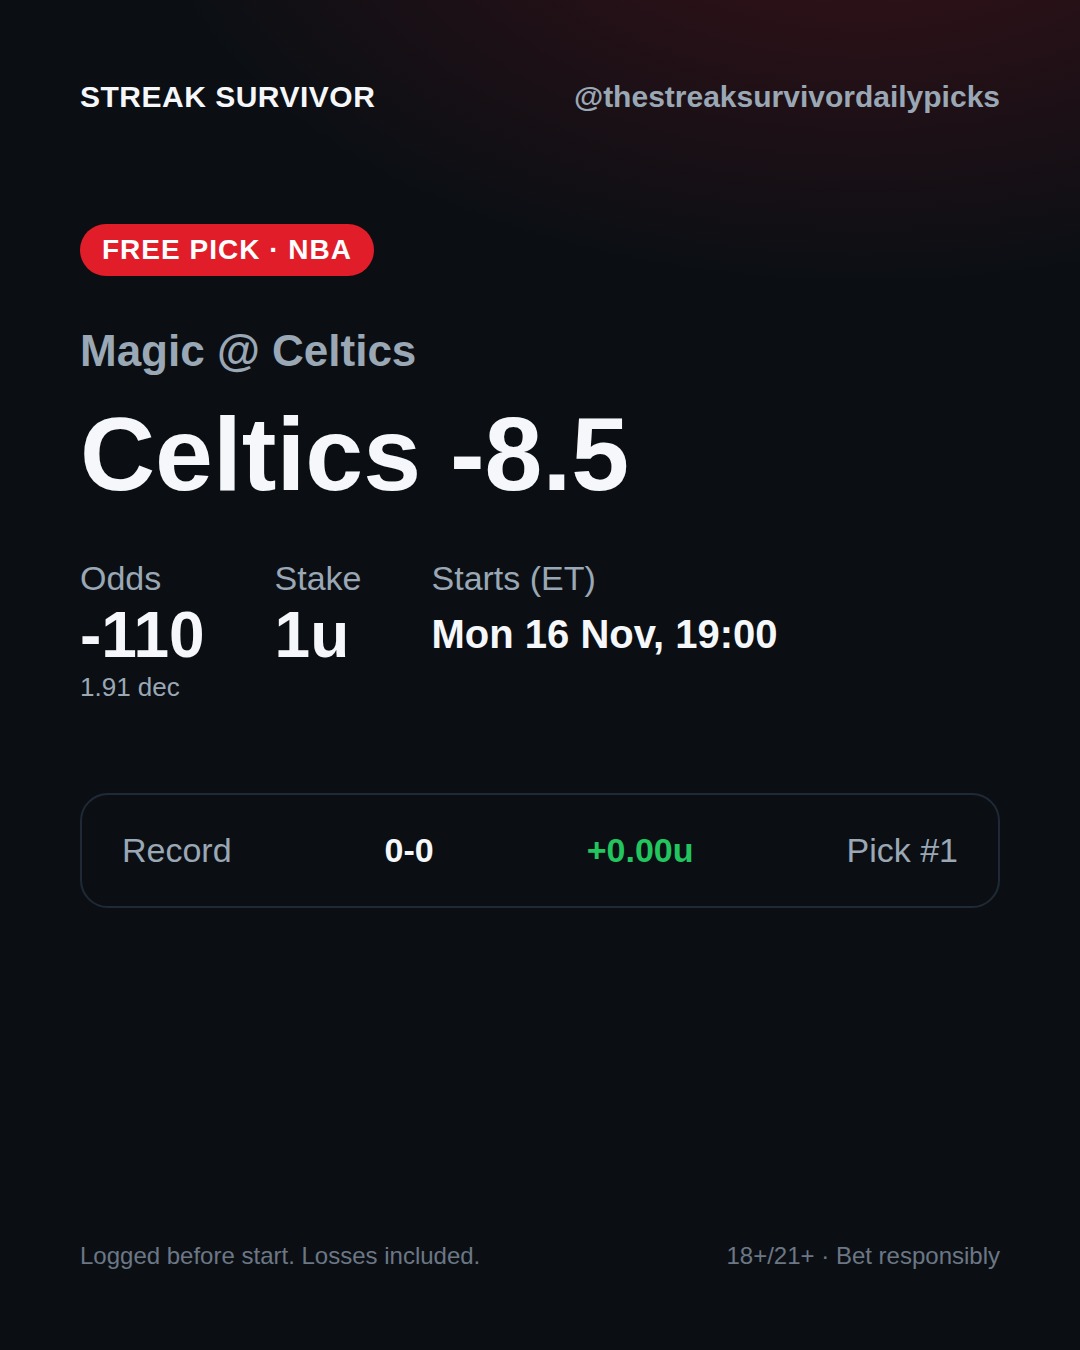 STREAK SURVIVOR
@thestreaksurvivordailypicks
FREE PICK · NBA
Magic @ Celtics
Celtics -8.5
Odds
-110
1.91 dec
Stake
1u
Starts (ET)
Mon 16 Nov, 19:00
Record
0-0
+0.00u
Pick #1
Logged before start. Losses included.
18+/21+ · Bet responsibly